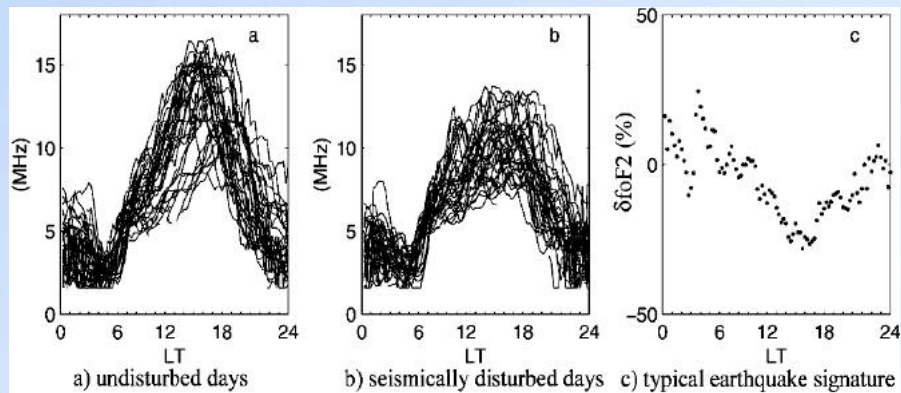 a
b
c
15
10
5
0
(MHz)
0 6 12 18 24
LT
15
10
5
0
(MHz)
0 6 12 18 24
LT
50
0
−50
δfoF2 (%)
0 6 12 18 24
LT
a) undisturbed days
b) seismically disturbed days
c) typical earthquake signature